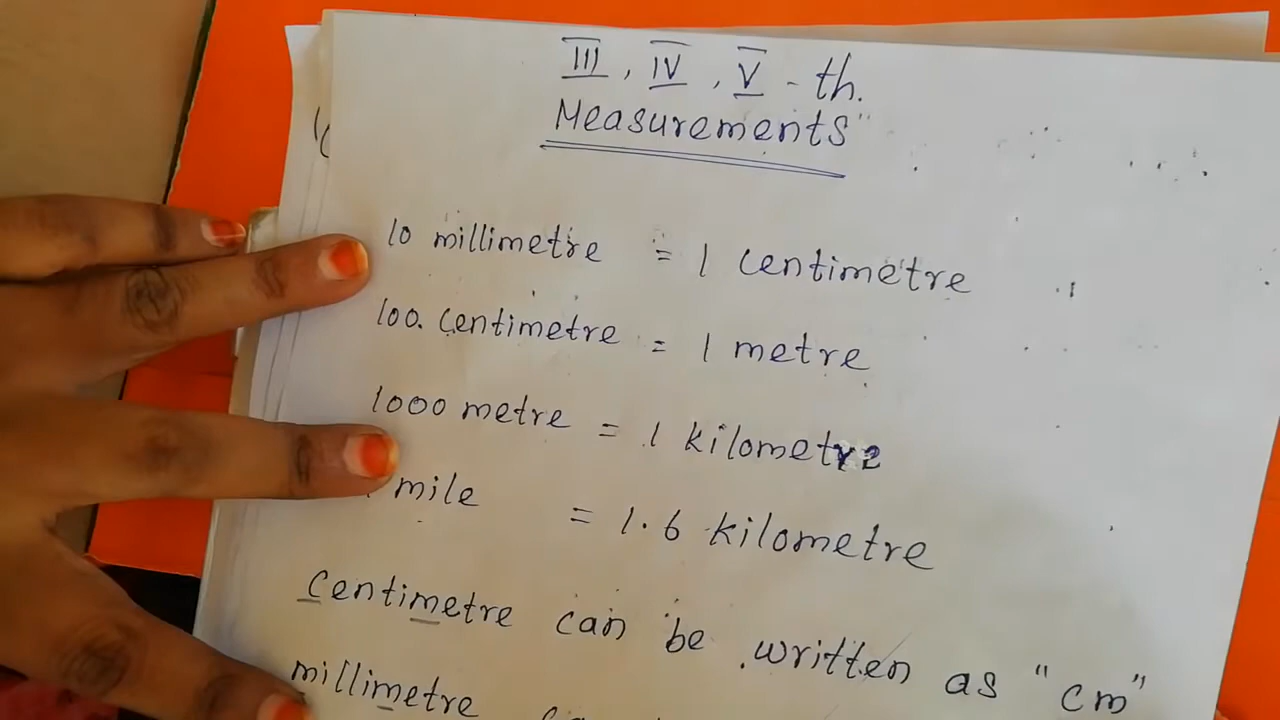 III, IV, V - th.
Measurements"
10 millimetre = 1 centimetre
100. centimetre = 1 metre
1000 metre = 1 kilometre
mile = 1.6 kilometre
centimetre can be written as "cm"
millimetre